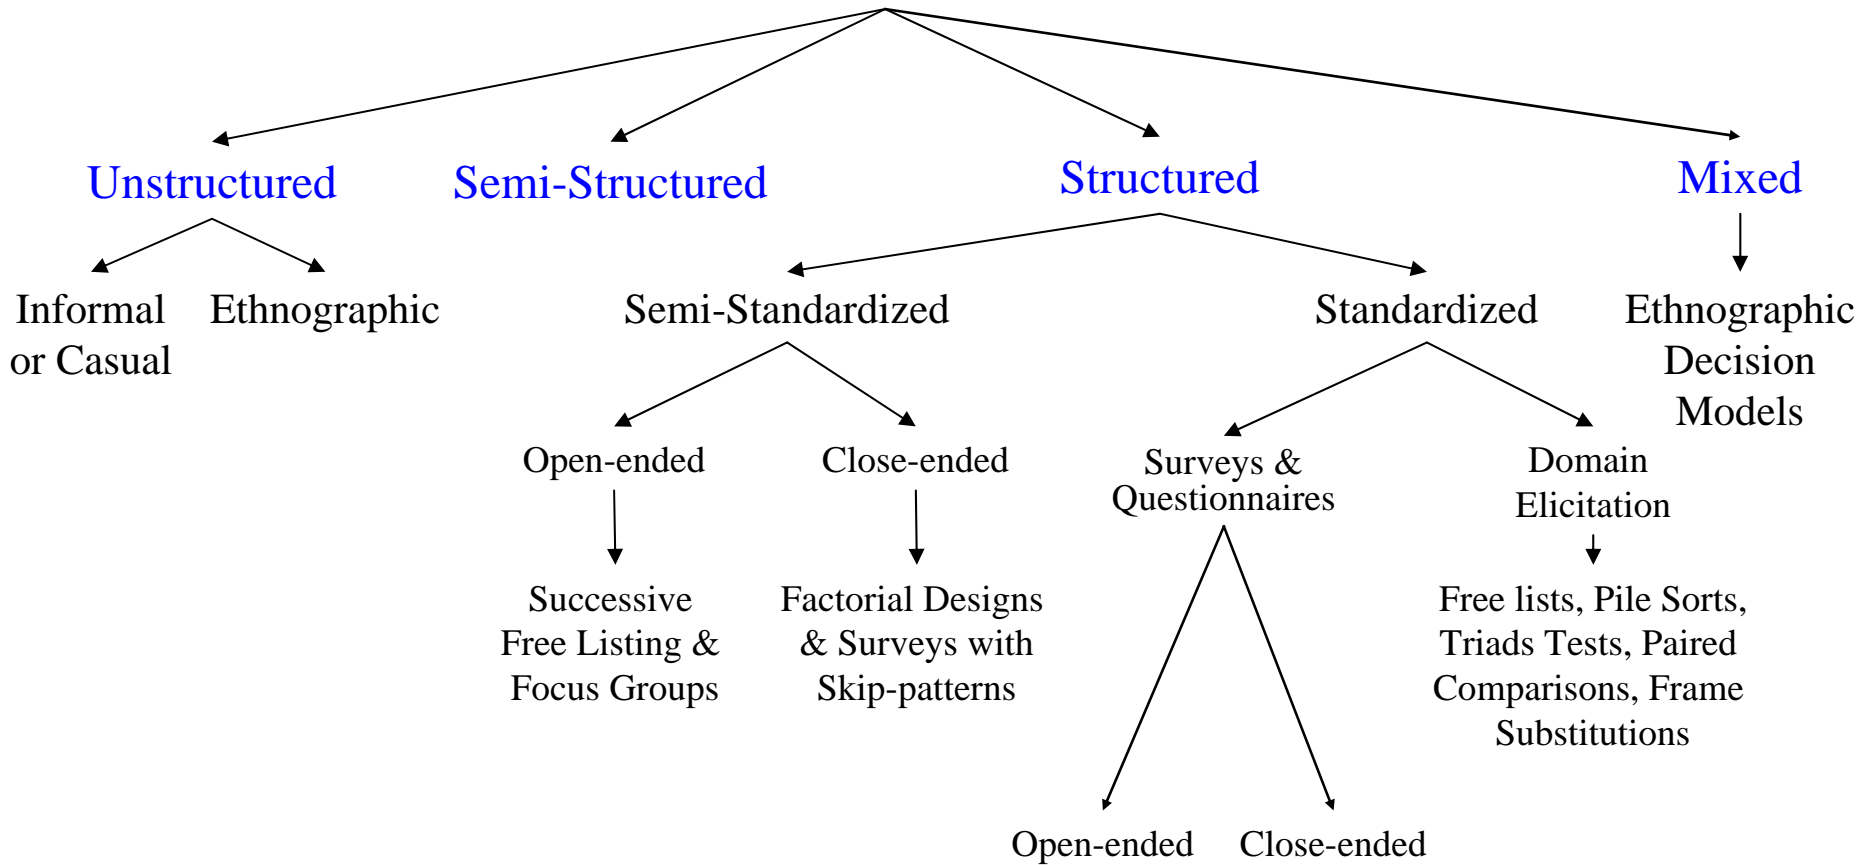 Unstructured
Semi-Structured
Structured
Mixed
Informal
or Casual
Ethnographic
Semi-Standardized
Standardized
Ethnographic
Decision
Models
Open-ended
Close-ended
Surveys &
Questionnaires
Domain
Elicitation
Successive
Free Listing &
Focus Groups
Factorial Designs
& Surveys with
Skip-patterns
Free lists, Pile Sorts,
Triads Tests, Paired
Comparisons, Frame
Substitutions
Open-ended
Close-ended